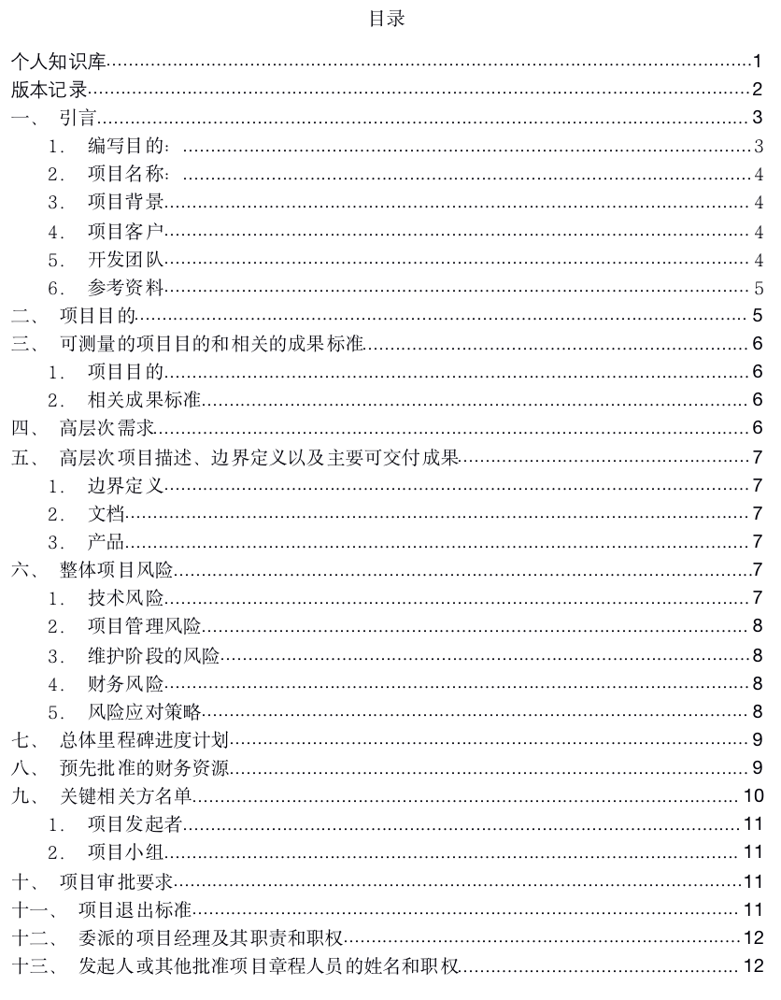 目录
个人知识库........1
版本记录........2
一、 引言........3
1. 编写目的：........3
2. 项目名称：........4
3. 项目背景........4
4. 项目客户........4
5. 开发团队........4
6. 参考资料........5
二、 项目目的........5
三、 可测量的项目目的和相关的成果标准........6
1. 项目目的........6
2. 相关成果标准........6
四、 高层次需求........6
五、 高层次项目描述、边界定义以及主要可交付成果........7
1. 边界定义........7
2. 文档........7
3. 产品........7
六、 整体项目风险........7
1. 技术风险........7
2. 项目管理风险........8
3. 维护阶段的风险........8
4. 财务风险........8
5. 风险应对策略........8
七、 总体里程碑进度计划........9
八、 预先批准的财务资源........9
九、 关键相关方名单........10
1. 项目发起者........11
2. 项目小组........11
十、 项目审批要求........11
十一、 项目退出标准........11
十二、 委派的项目经理及其职责和职权........12
十三、 发起人或其他批准项目章程人员的姓名和职权........12